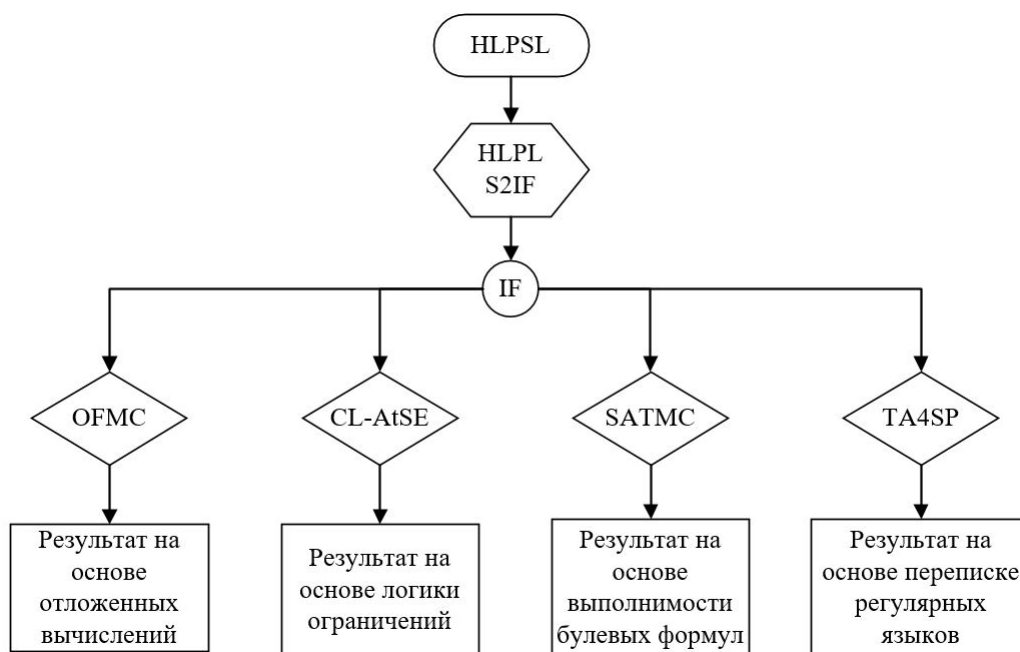 HLPSL
HLPL
S2IF
IF
OFMC
CL-AtSE
SATMC
TA4SP
Результат на
основе
отложенных
вычислений
Результат на
основе логики
ограничений
Результат на
основе
выполнимости
булевых формул
Результат на
основе переписке
регулярных
языков